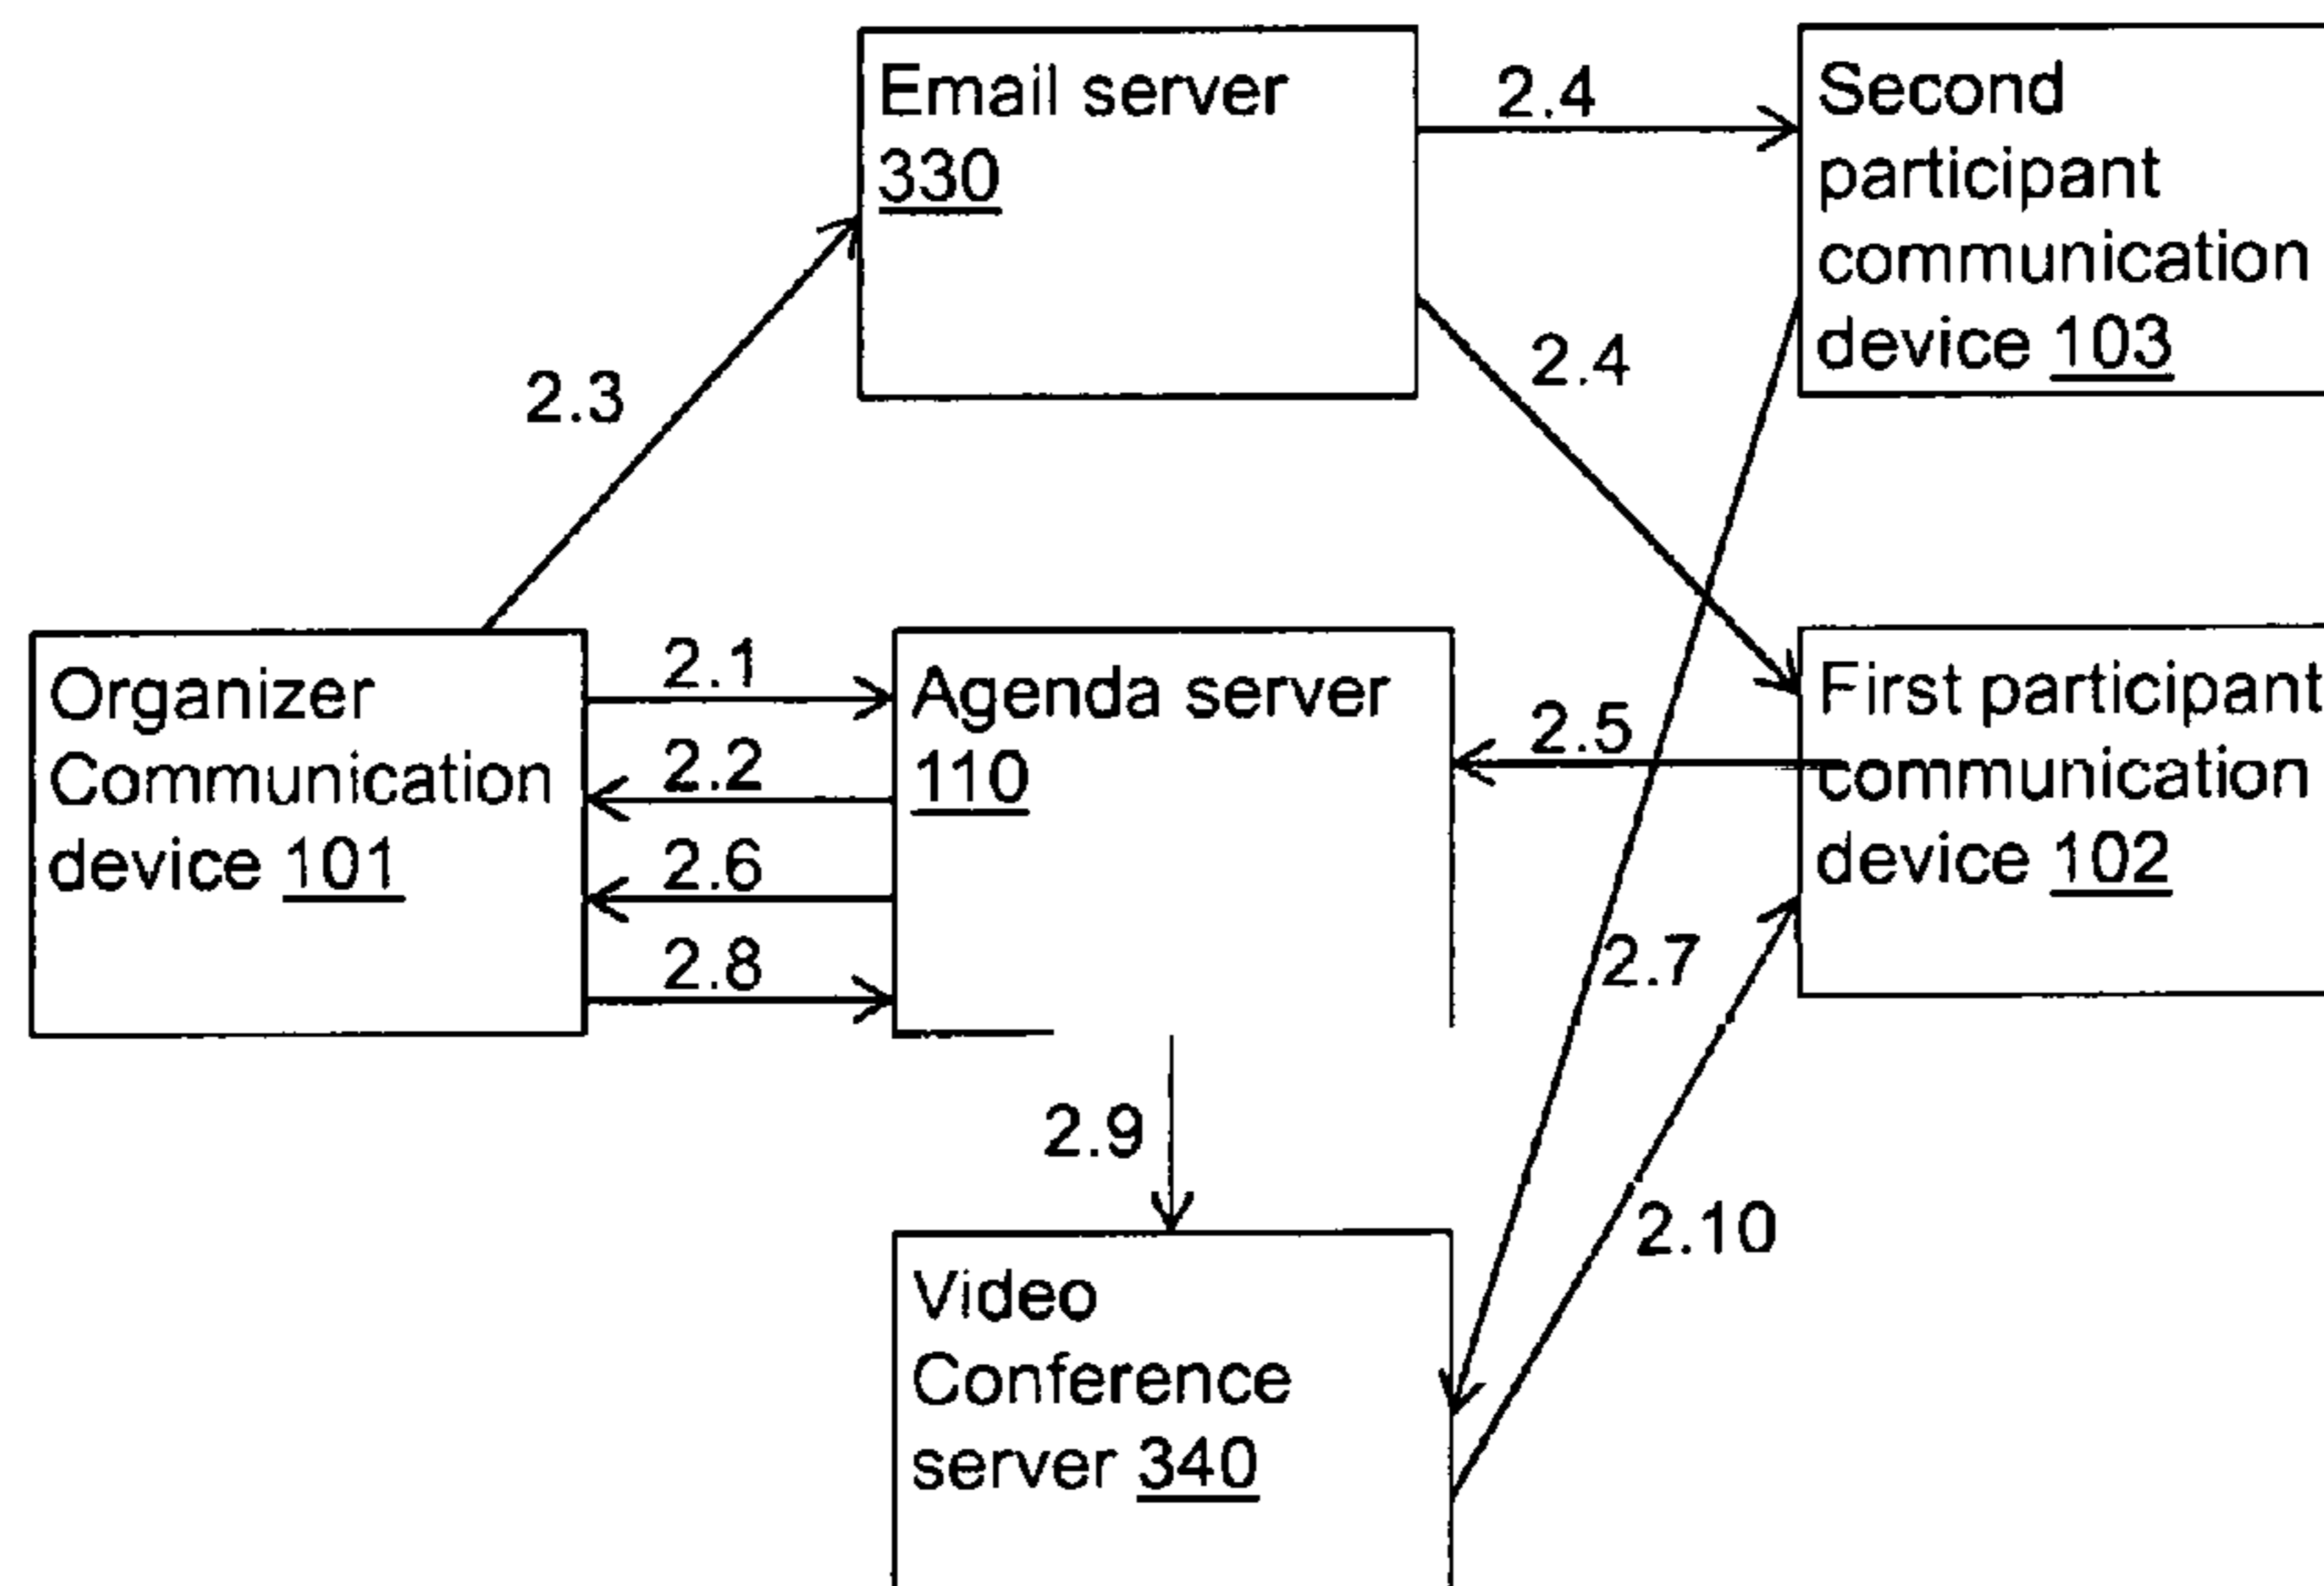 Email server
330
2.4
Second
participant
communication
device 103
2.4
2.3
Organizer
Communication
device 101
2.1
2.2
2.6
2.8
Agenda server
110
2.5
First participant
communication
device 102
2.7
2.9
2.10
Video
Conference
server 340